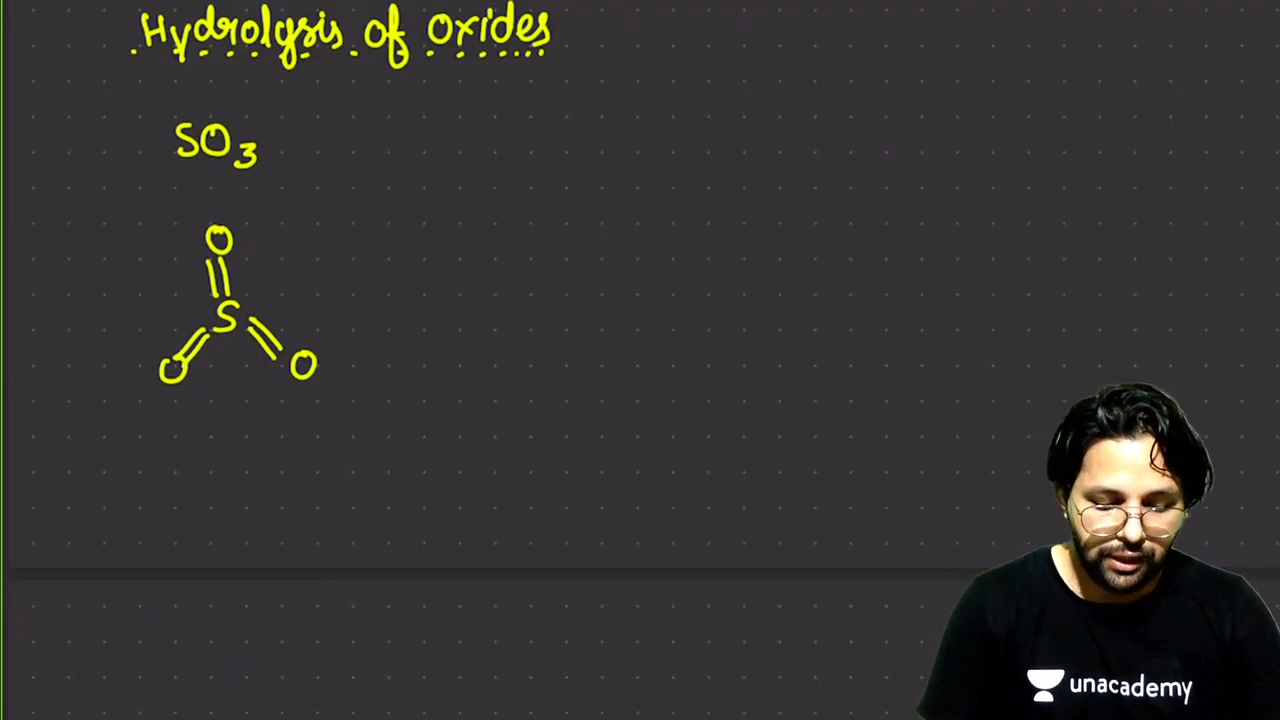 Hydrolysis of oxides
SO3
O
S
O O
unacademy